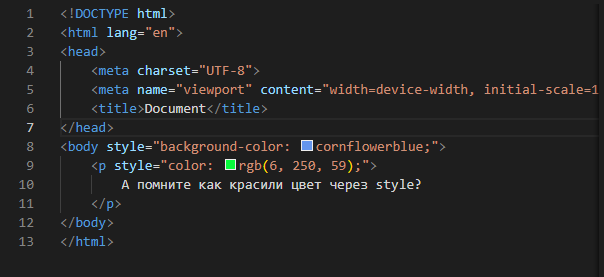 1 <!DOCTYPE html>
2 <html lang="en">
3 <head>
4 <meta charset="UTF-8">
5 <meta name="viewport" content="width=device-width, initial-scale=1
6 <title>Document</title>
7 </head>
8 <body style="background-color: cornflowerblue;">
9 <p style="color: rgb(6, 250, 59);">
10 А помните как красили цвет через style?
11 </p>
12 </body>
13 </html>